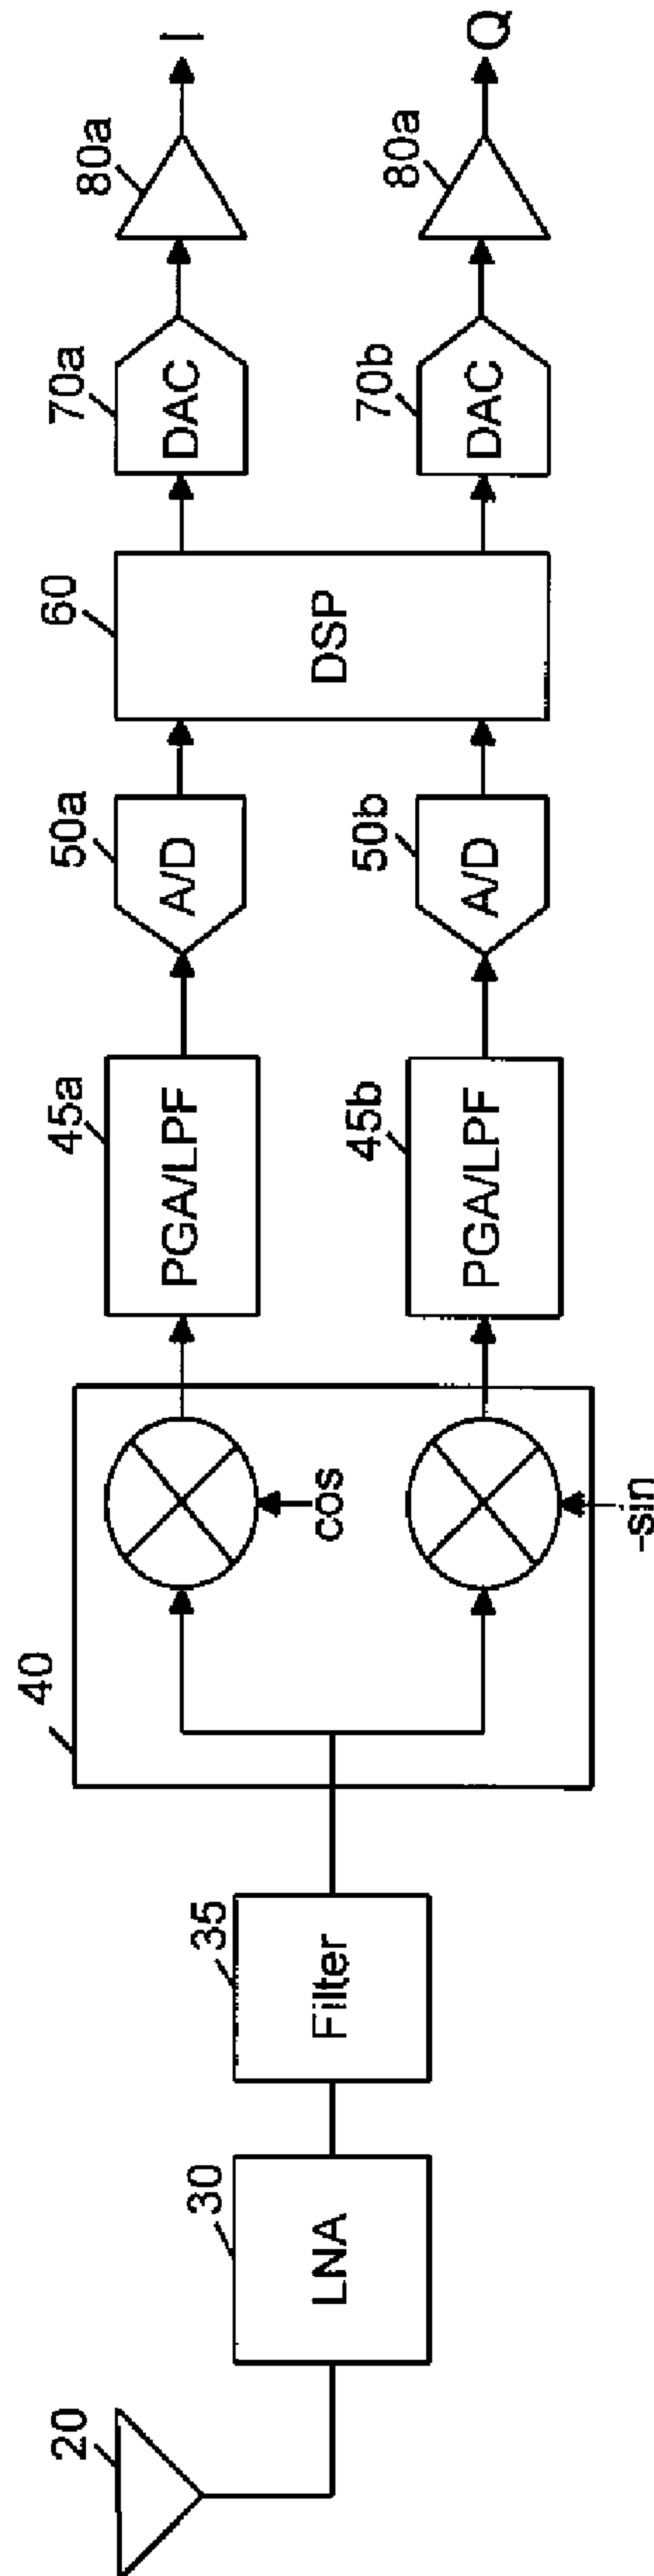 20
30
LNA
35
Filter
40
cos
-sin
45a
PGA/LPF
45b
PGA/LPF
50a
A/D
50b
A/D
60
DSP
70a
DAC
70b
DAC
80a
I
80a
Q